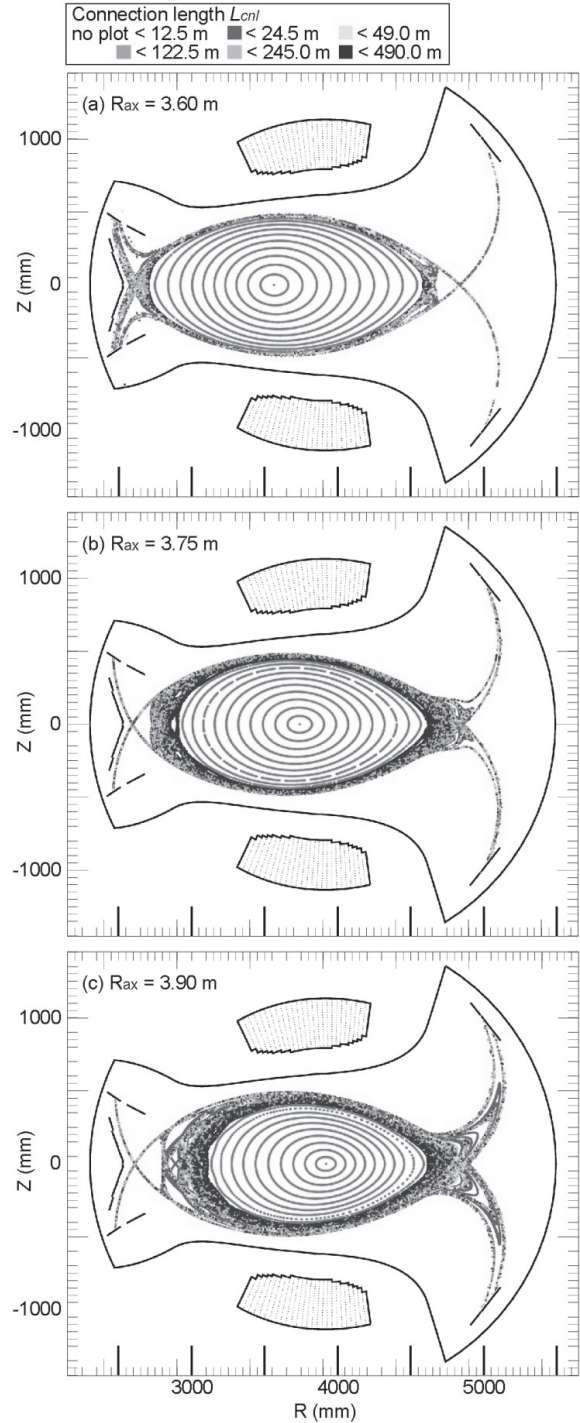 Connection length Lcnl
no plot < 12.5 m < 24.5 m < 49.0 m
< 122.5 m < 245.0 m < 490.0 m
(a) Rax = 3.60 m
1000
Z (mm)
0
-1000
(b) Rax = 3.75 m
1000
Z (mm)
0
-1000
(c) Rax = 3.90 m
1000
Z (mm)
0
-1000
3000 4000 5000
R (mm)